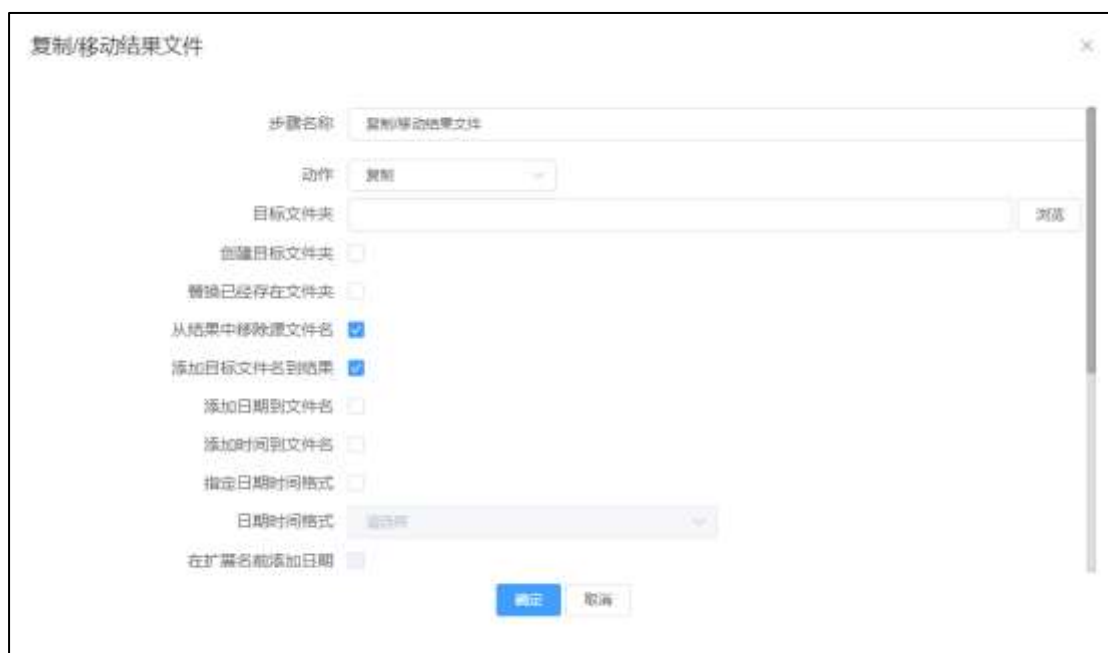 复制/移动结果文件
步骤名称 复制/移动结果文件
动作 复制
目标文件夹 浏览
创建目标文件夹
替换已经存在文件夹
从结果中移除源文件名
添加目标文件名到结果
添加日期到文件名
添加时间到文件名
指定日期时间格式
日期时间格式 请选择
在扩展名前添加日期
确定 取消